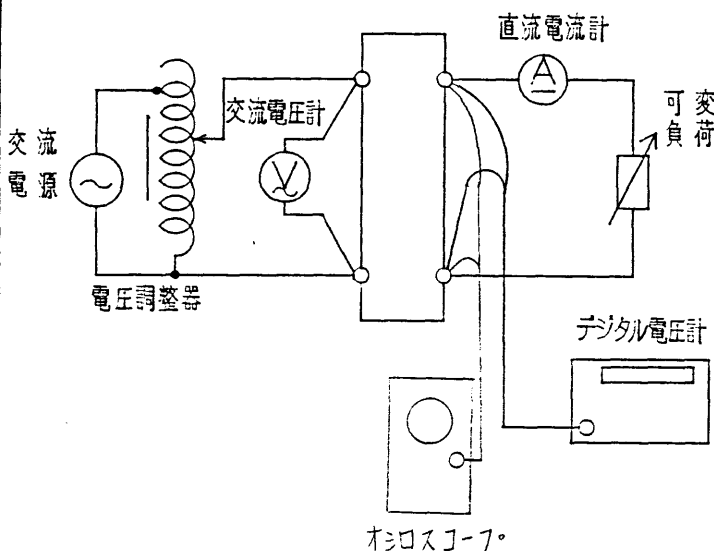 直流電流計
A
可変
負荷
交流電圧計
交流
電源
V
電圧調整器
デジタル電圧計
オシロスコープ